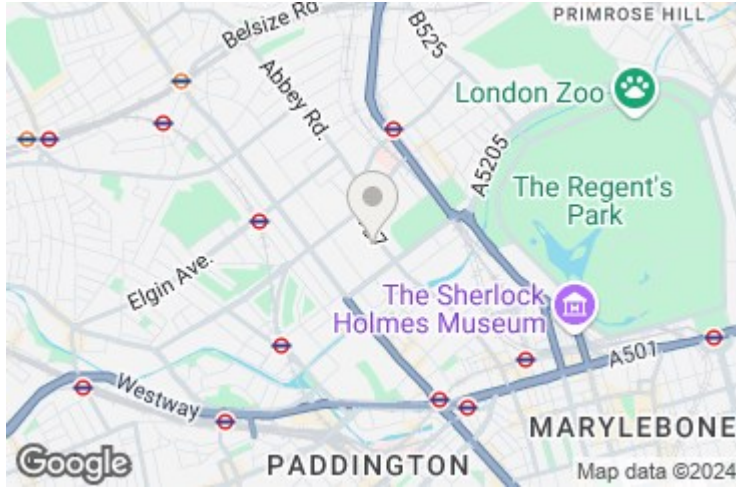 PRIMROSE HILL
Belsize Rd
B525
Abbey Rd.
London Zoo
A5205
The Regent's
Park
Elgin Ave.
The Sherlock
Holmes Museum
A501
Westway
MARYLEBONE
PADDINGTON
Google
Map data ©2024